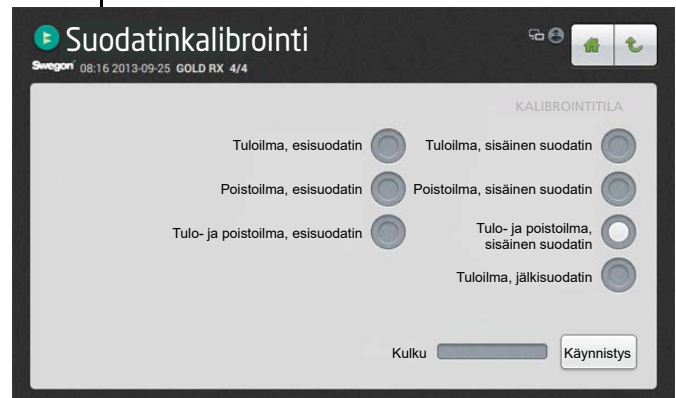 Suodatinkalibrointi
Swegon 08:16 2013-09-25 GOLD RX 4/4
KALIBROINTITILA
Tuloilma, esisuodatin
Tuloilma, sisäinen suodatin
Poistoilma, esisuodatin
Poistoilma, sisäinen suodatin
Tulo- ja poistoilma, esisuodatin
Tulo- ja poistoilma,
sisäinen suodatin
Tuloilma, jälkisuodatin
Kulku
Käynnistys